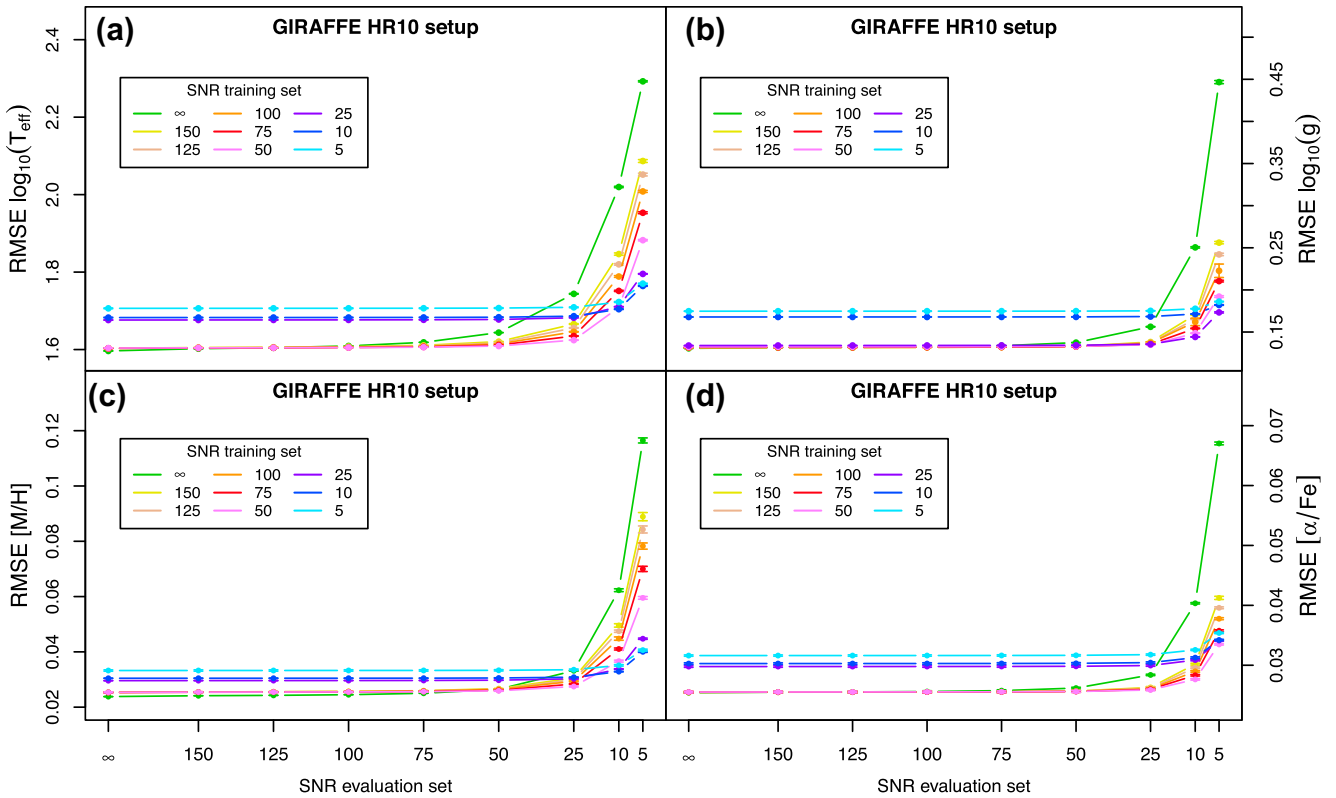 (a) GIRAFFE HR10 setup
SNR training set
∞ 100 25
150 75 10
125 50 5
RMSE log10(Teff)
2.4
2.2
2.0
1.8
1.6
(b) GIRAFFE HR10 setup
SNR training set
∞ 100 25
150 75 10
125 50 5
RMSE log10(g)
0.45
0.35
0.25
0.15
(c) GIRAFFE HR10 setup
SNR training set
∞ 100 25
150 75 10
125 50 5
RMSE [M/H]
0.12
0.1
0.08
0.06
0.04
0.02
∞ 150 125 100 75 50 25 10 5
SNR evaluation set
(d) GIRAFFE HR10 setup
SNR training set
∞ 100 25
150 75 10
125 50 5
RMSE [α/Fe]
0.07
0.06
0.05
0.04
0.03
∞ 150 125 100 75 50 25 10 5
SNR evaluation set